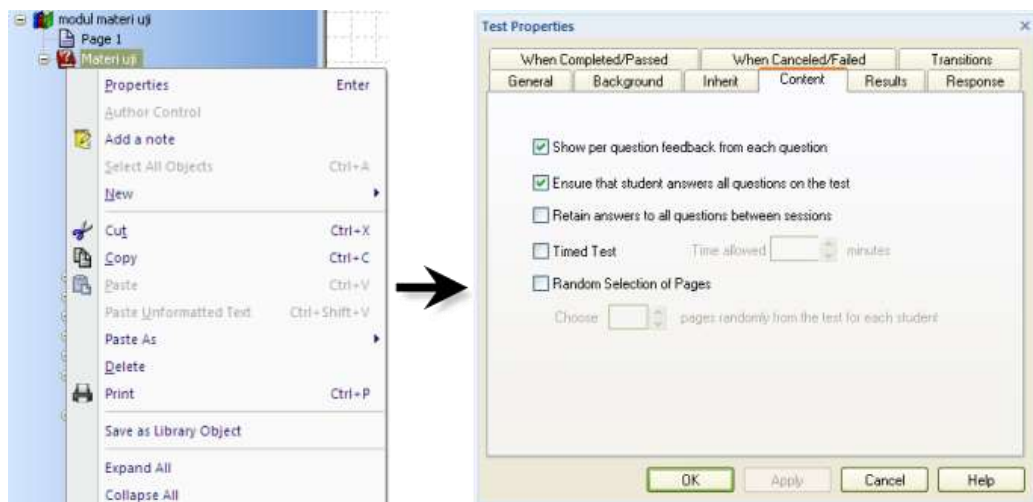 modul materi uji
Page 1
Materi uji
Properties Enter
Author Control
Add a note
Select All Objects Ctrl+A
New
Cut Ctrl+X
Copy Ctrl+C
Paste Ctrl+V
Paste Unformatted Text Ctrl+Shift+V
Paste As
Delete
Print Ctrl+P
Save as Library Object
Expand All
Collapse All
Test Properties
When Completed/Passed When Canceled/Failed Transitions
General Background Inherit Content Results Response
Show per question feedback from each question
Ensure that student answers all questions on the test
Retain answers to all questions between sessions
Timed Test Time allowed minutes
Random Selection of Pages
Choose pages randomly from the test for each student
OK Apply Cancel Help